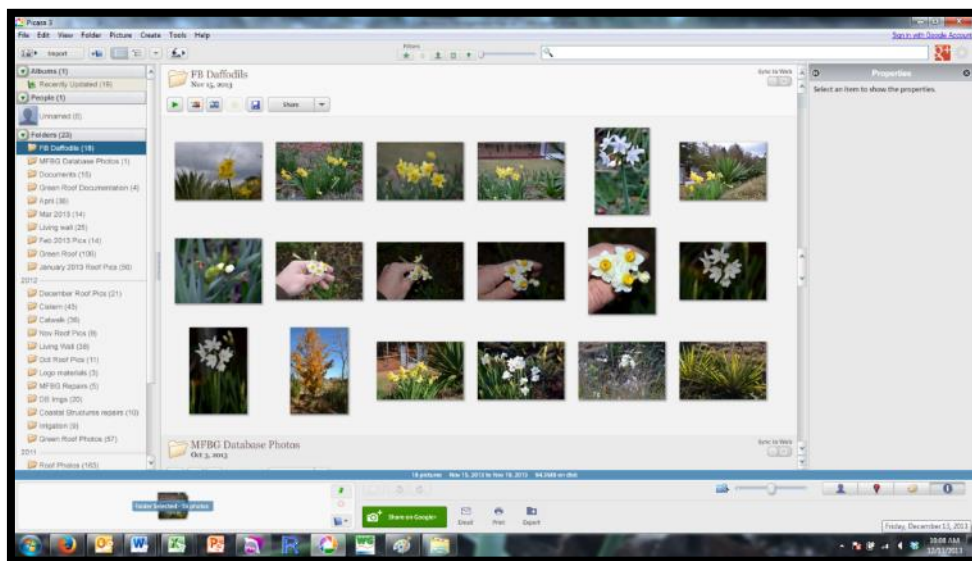 Picasa 3
File Edit View Folder Picture Create Tools Help
Sign in with Google Account
Import
Filters
Albums (1)
Recently Updated (19)
People (1)
Unnamed (6)
Folders (23)
FB Daffodils (18)
MFBG Database Photos (1)
Documents (15)
Green Roof Documentation (4)
April (38)
Mar 2013 (14)
Living wall (25)
Feb 2013 Pics (14)
Green Roof (106)
January 2013 Roof Pics (50)
2012
December Roof Pics (21)
Cistern (43)
Catwalk (36)
Nov Roof Pics (9)
Living Wall (38)
Oct Roof Pics (11)
Logo materials (3)
MFBG Repairs (5)
DB Imgs (20)
Coastal Structures repairs (10)
Irrigation (9)
Green Roof Photos (57)
2011
Roof Photos (163)
FB Daffodils
Nov 15, 2013
Sync to Web
Share
MFBG Database Photos
Oct 3, 2013
Sync to Web
Properties
Select an item to show the properties.
18 pictures Nov 15, 2013 to Nov 19, 2013 94.2MB on disk
Folder Selected - 18 photos
Share on Google+
Email Print Export
Friday, December 13, 2013
10:08 AM
12/13/2013